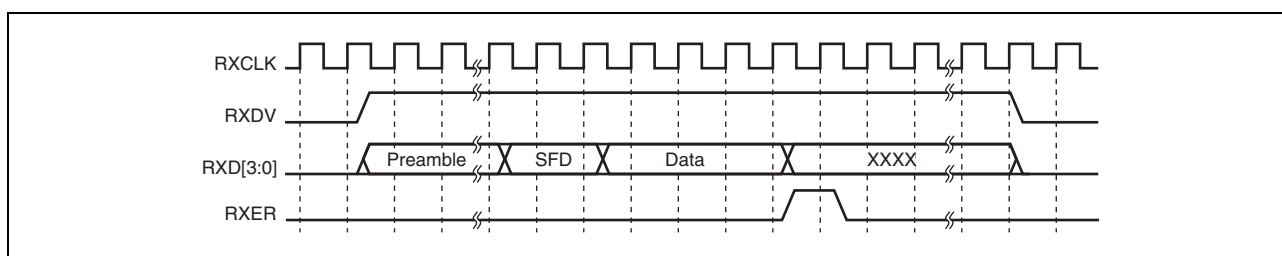 RXCLK
RXDV
RXD[3:0]
Preamble
SFD
Data
XXXX
RXER